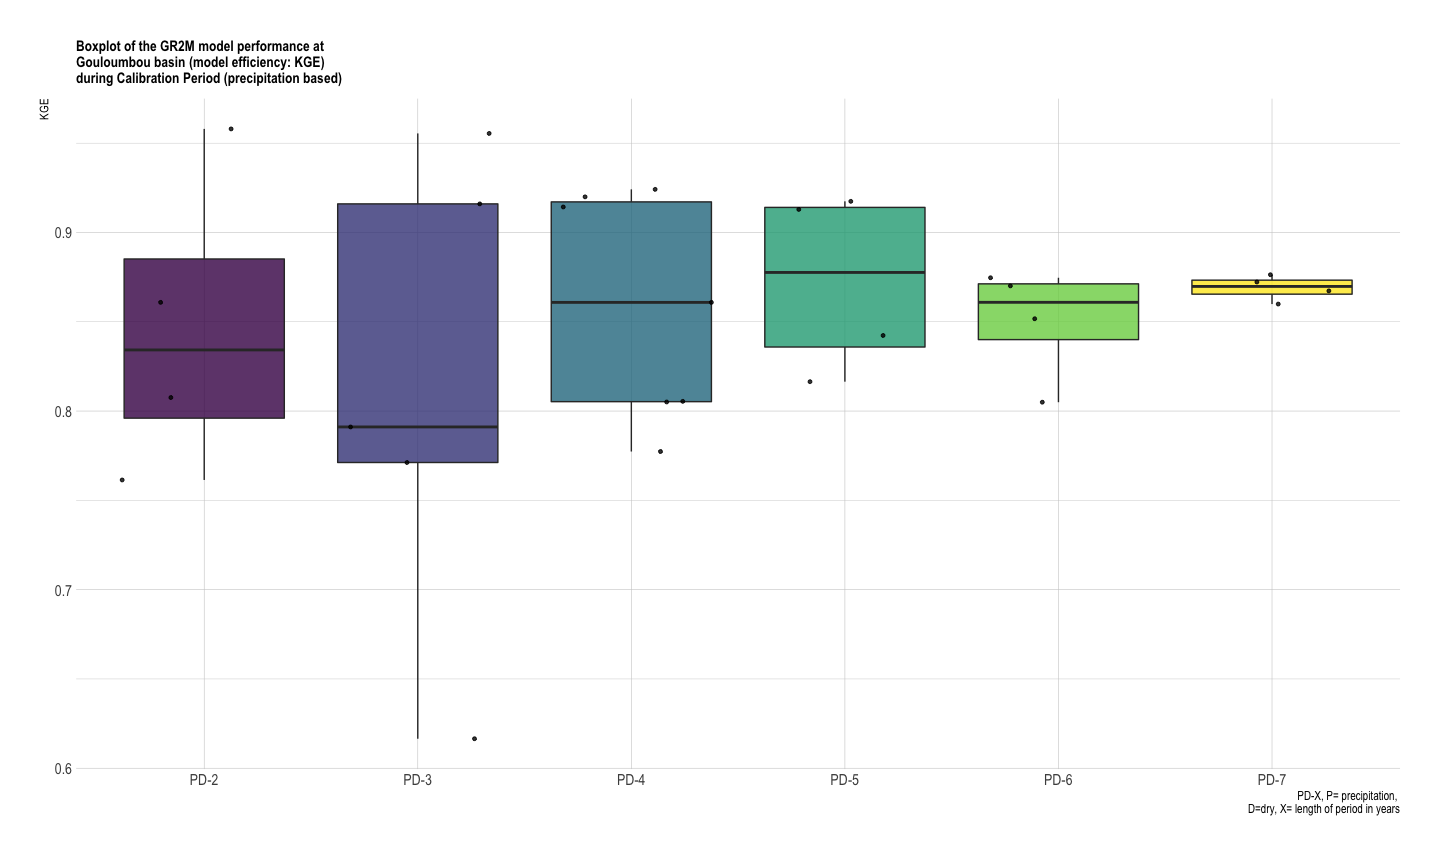 Boxplot of the GR2M model performance at
Gouloumbou basin (model efficiency: KGE)
during Calibration Period (precipitation based)
KGE
0.9
0.8
0.7
0.6
PD-2
PD-3
PD-4
PD-5
PD-6
PD-7
PD-X, P= precipitation,
D=dry, X= length of period in years